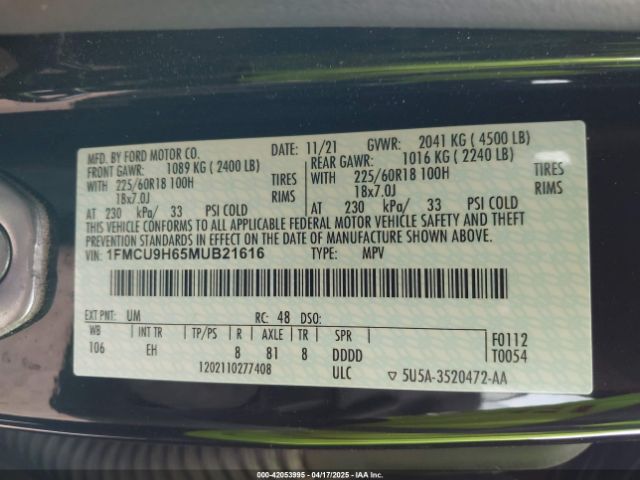 MFD. BY FORD MOTOR CO.
DATE: 11/21 GVWR: 2041 KG ( 4500 LB)
FRONT GAWR: 1089 KG ( 2400 LB)
REAR GAWR: 1016 KG ( 2240 LB)
WITH 225/60R18 100H TIRES
WITH 225/60R18 100H TIRES
18x7.0J RIMS
18x7.0J RIMS
AT 230 kPa/ 33 PSI COLD
AT 230 kPa/ 33 PSI COLD
THIS VEHICLE CONFORMS TO ALL APPLICABLE FEDERAL MOTOR VEHICLE SAFETY AND THEFT
PREVENTION STANDARDS IN EFFECT ON THE DATE OF MANUFACTURE SHOWN ABOVE.
VIN: 1FMCU9H65MUB21616 TYPE: MPV
EXT PNT: UM RC: 48 DSO:
WB INT TR TP/PS R AXLE TR SPR
106 EH 8 81 8 DDDD
F0112
T0054
1202110277408 ULC ▽ 5U5A-3520472-AA
000-42053995 - 04/17/2025 - IAAI.COM